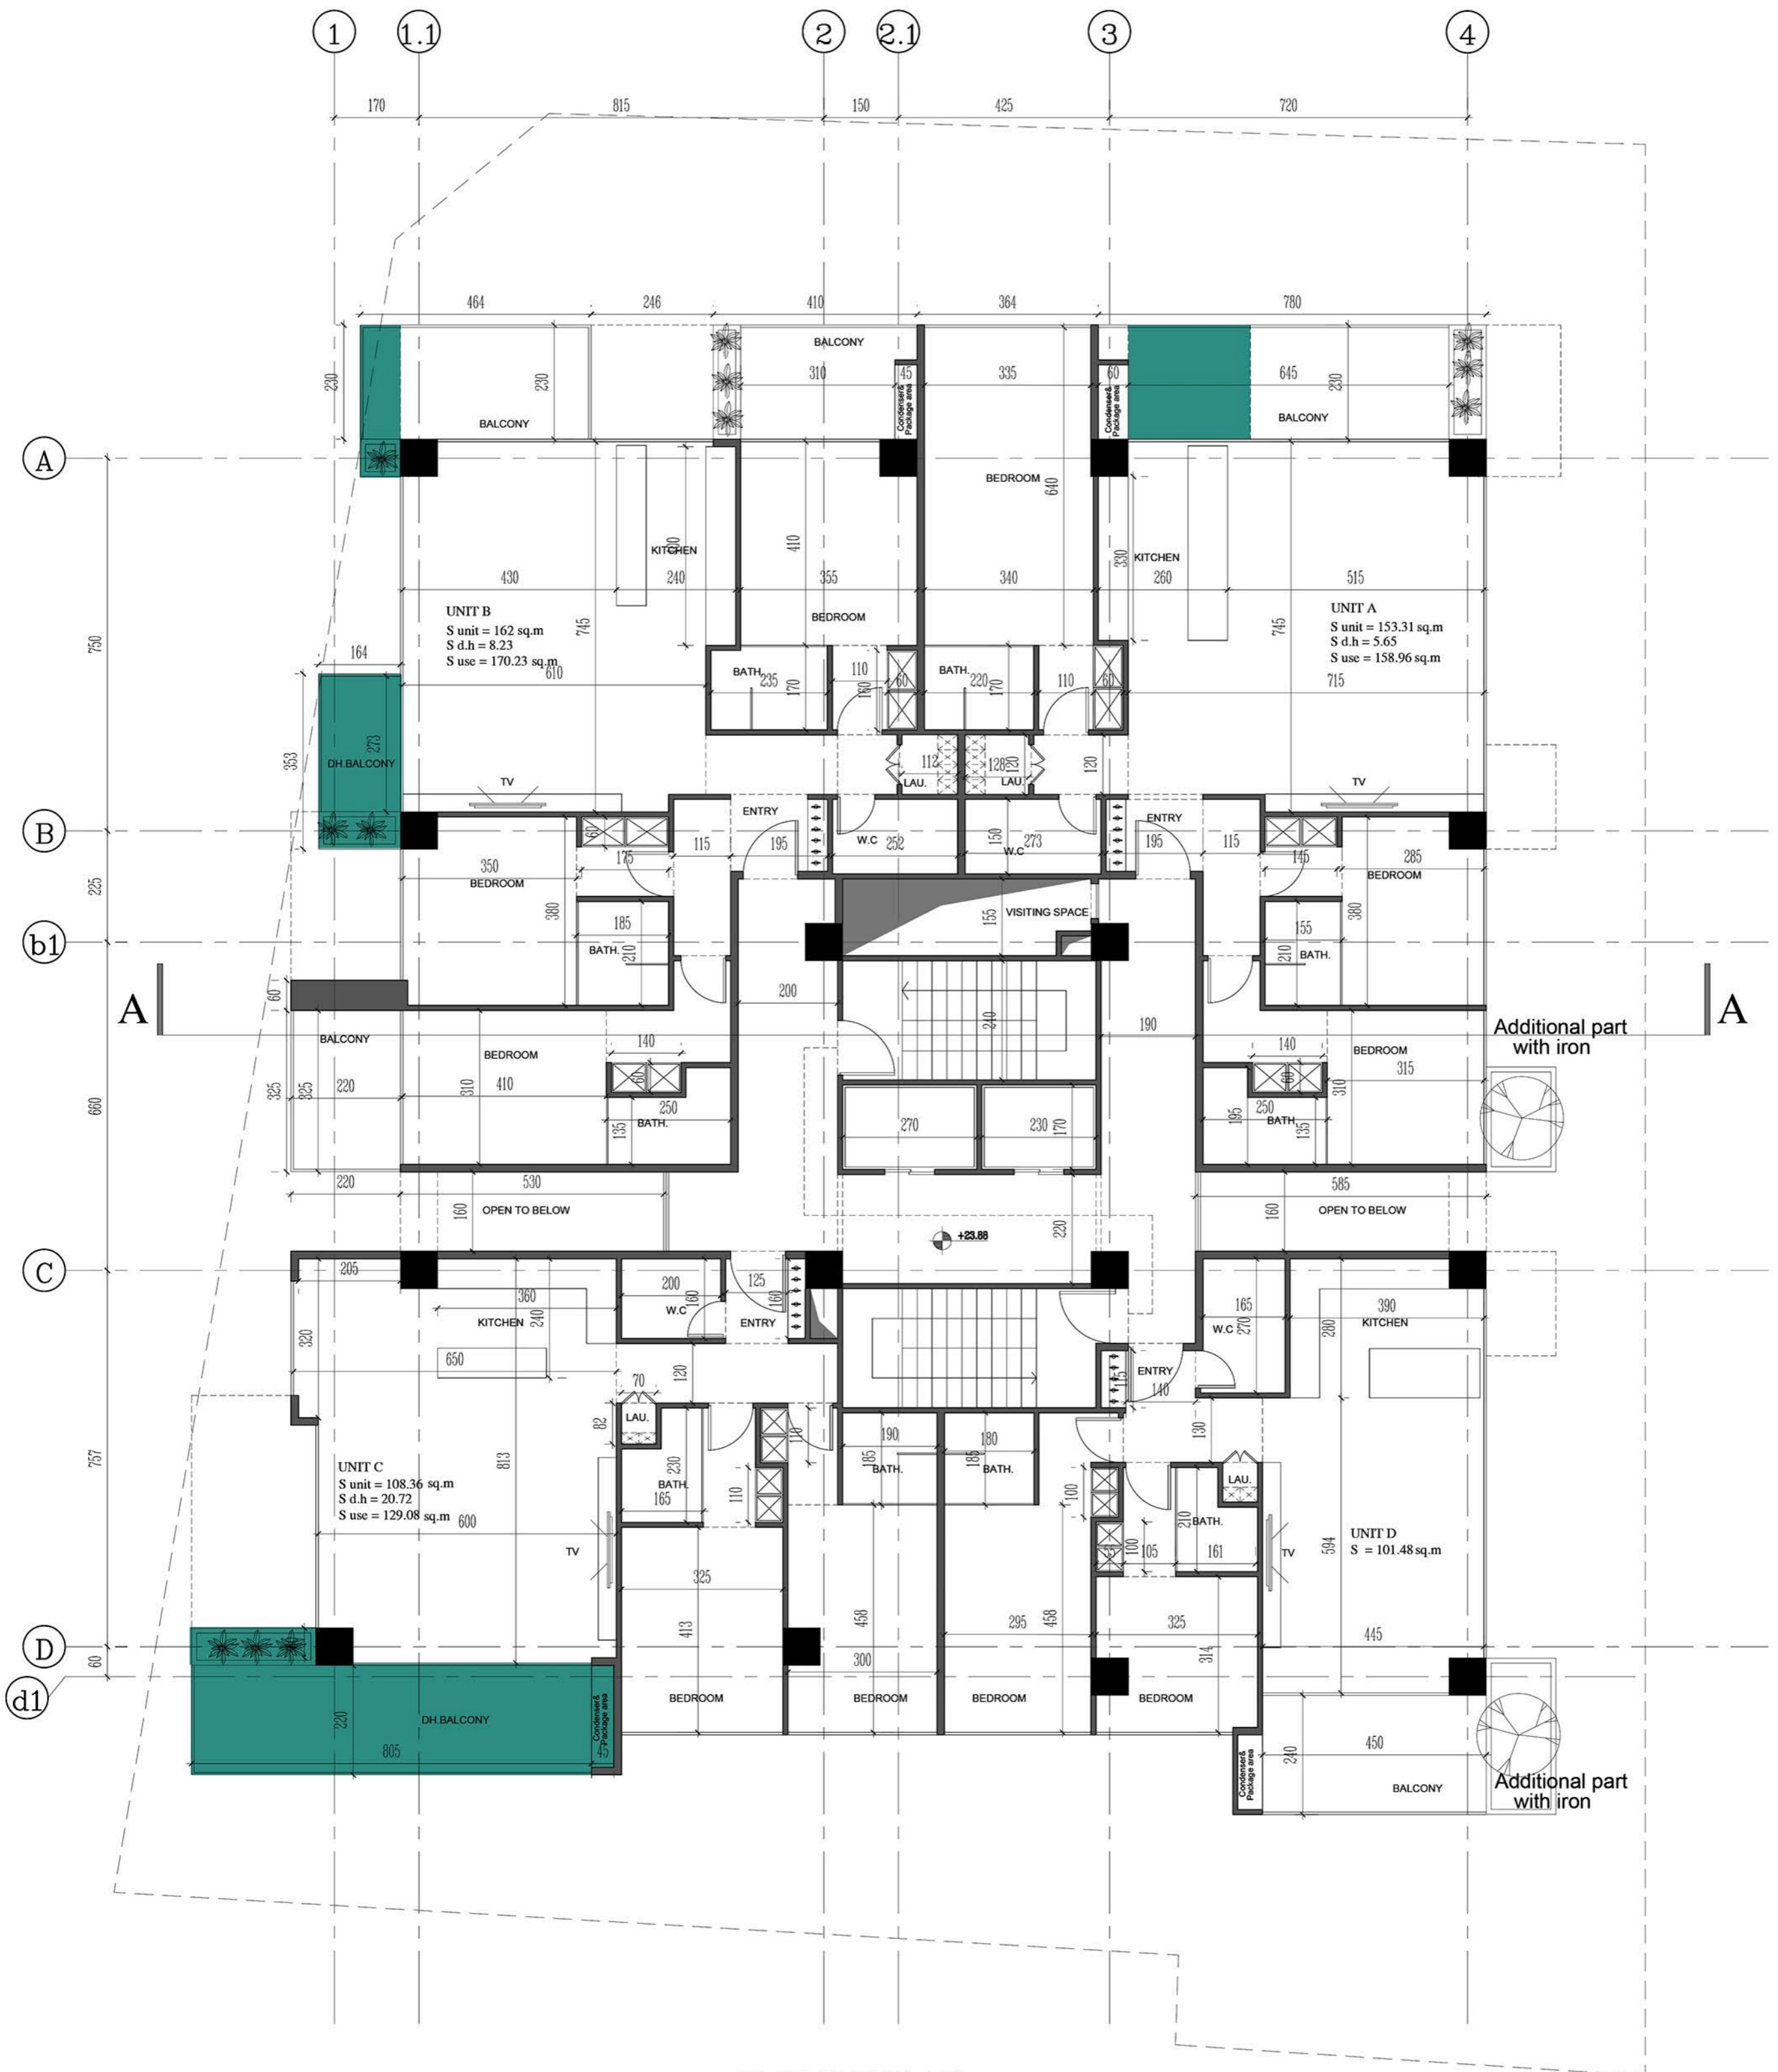 1 1.1 2 2.1 3 4
170 815 150 425 720
464 246 410 364 780
BALCONY
230 230 310 45 335 60 645 230
Condenser&
Package area
Condenser&
Package area
BALCONY
BALCONY
A
BEDROOM
640
410
KITCHEN
330
KITCHEN
430 240 355 340 260 515
UNIT B
S unit = 162 sq.m
S d.h = 8.23
S use = 170.23 sq.m
745
BEDROOM
745
UNIT A
S unit = 153.31 sq.m
S d.h = 5.65
S use = 158.96 sq.m
750
164
610
BATH.
235
170
110
160
60
BATH.
220
170
110
60
715
353
273
DH.BALCONY
TV
112
LAU.
128
120
LAU.
120
TV
ENTRY
ENTRY
B
60
115
195
W.C
252
150
W.C
273
195
115
175
145
350
BEDROOM
285
BEDROOM
225
380
185
BATH.
210
155
VISITING SPACE
155
BATH.
210
380
b1
60
200
240
190
A
A
Additional part
with iron
BALCONY
BEDROOM
140
140
BEDROOM
325
325
220
310
410
60
250
135
BATH.
270
230
170
195
250
BATH.
135
60
310
315
660
220 530
585
160
OPEN TO BELOW
220
160
OPEN TO BELOW
+23.88
C
205
200
160
W.C
125
160
ENTRY
165
270
W.C
280
390
KITCHEN
320
360
240
KITCHEN
650
120
70
82
LAU.
ENTRY
115
140
130
757
813
110
190
185
BATH.
180
185
BATH.
UNIT C
S unit = 108.36 sq.m
S d.h = 20.72
S use = 129.08 sq.m
600
TV
230
BATH.
165
110
100
LAU.
210
BATH.
100
55
105
161
TV
594
UNIT D
S = 101.48 sq.m
325
413
458
295
458
325
314
445
D
60
300
d1
BEDROOM
BEDROOM
BEDROOM
BEDROOM
220
DH.BALCONY
Condenser&
Package area
805
45
240
Condenser&
Package area
450
BALCONY
Additional part
with iron